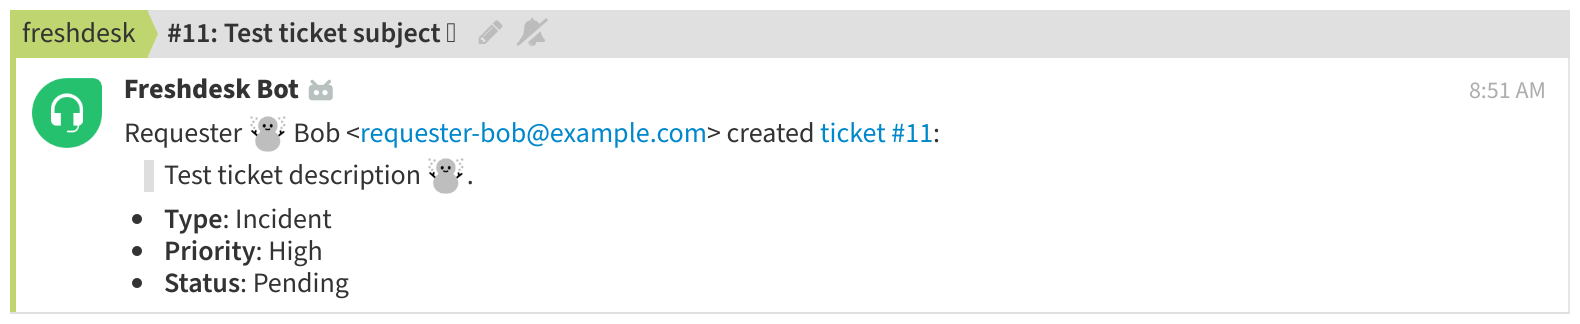 freshdesk #11: Test ticket subject
Freshdesk Bot 8:51 AM
Requester ☃ Bob <requester-bob@example.com> created ticket #11:
Test ticket description ☃.
• Type: Incident
• Priority: High
• Status: Pending